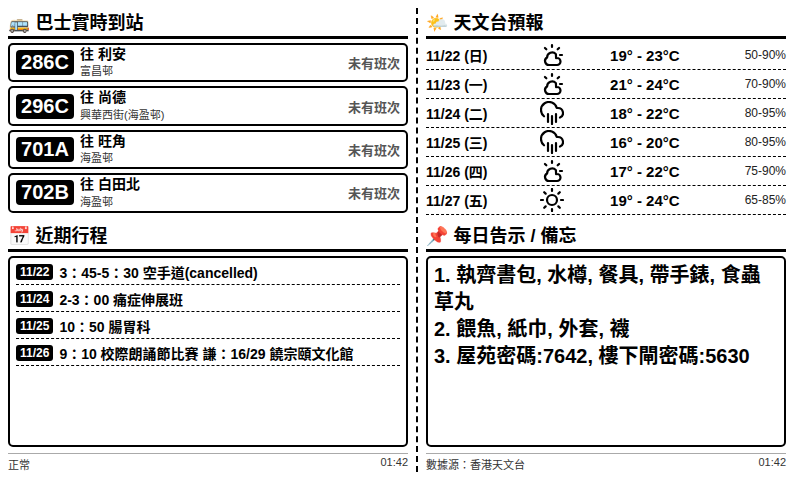 巴士實時到站
286C 往 利安 未有班次
富昌邨
296C 往 尚德 未有班次
興華西街(海盈邨)
701A 往 旺角 未有班次
海盈邨
702B 往 白田北 未有班次
海盈邨
近期行程
11/22 3：45-5：30 空手道(cancelled)
11/24 2-3：00 痛症伸展班
11/25 10：50 腸胃科
11/26 9：10 校際朗誦節比賽 謙：16/29 饒宗頤文化館
正常 01:42
天文台預報
11/22 (日) 19° - 23°C 50-90%
11/23 (一) 21° - 24°C 70-90%
11/24 (二) 18° - 22°C 80-95%
11/25 (三) 16° - 20°C 80-95%
11/26 (四) 17° - 22°C 75-90%
11/27 (五) 19° - 24°C 65-85%
每日告示 / 備忘
1. 執齊書包, 水樽, 餐具, 帶手錶, 食蟲
草丸
2. 餵魚, 紙巾, 外套, 襪
3. 屋苑密碼:7642, 樓下閘密碼:5630
數據源：香港天文台 01:42